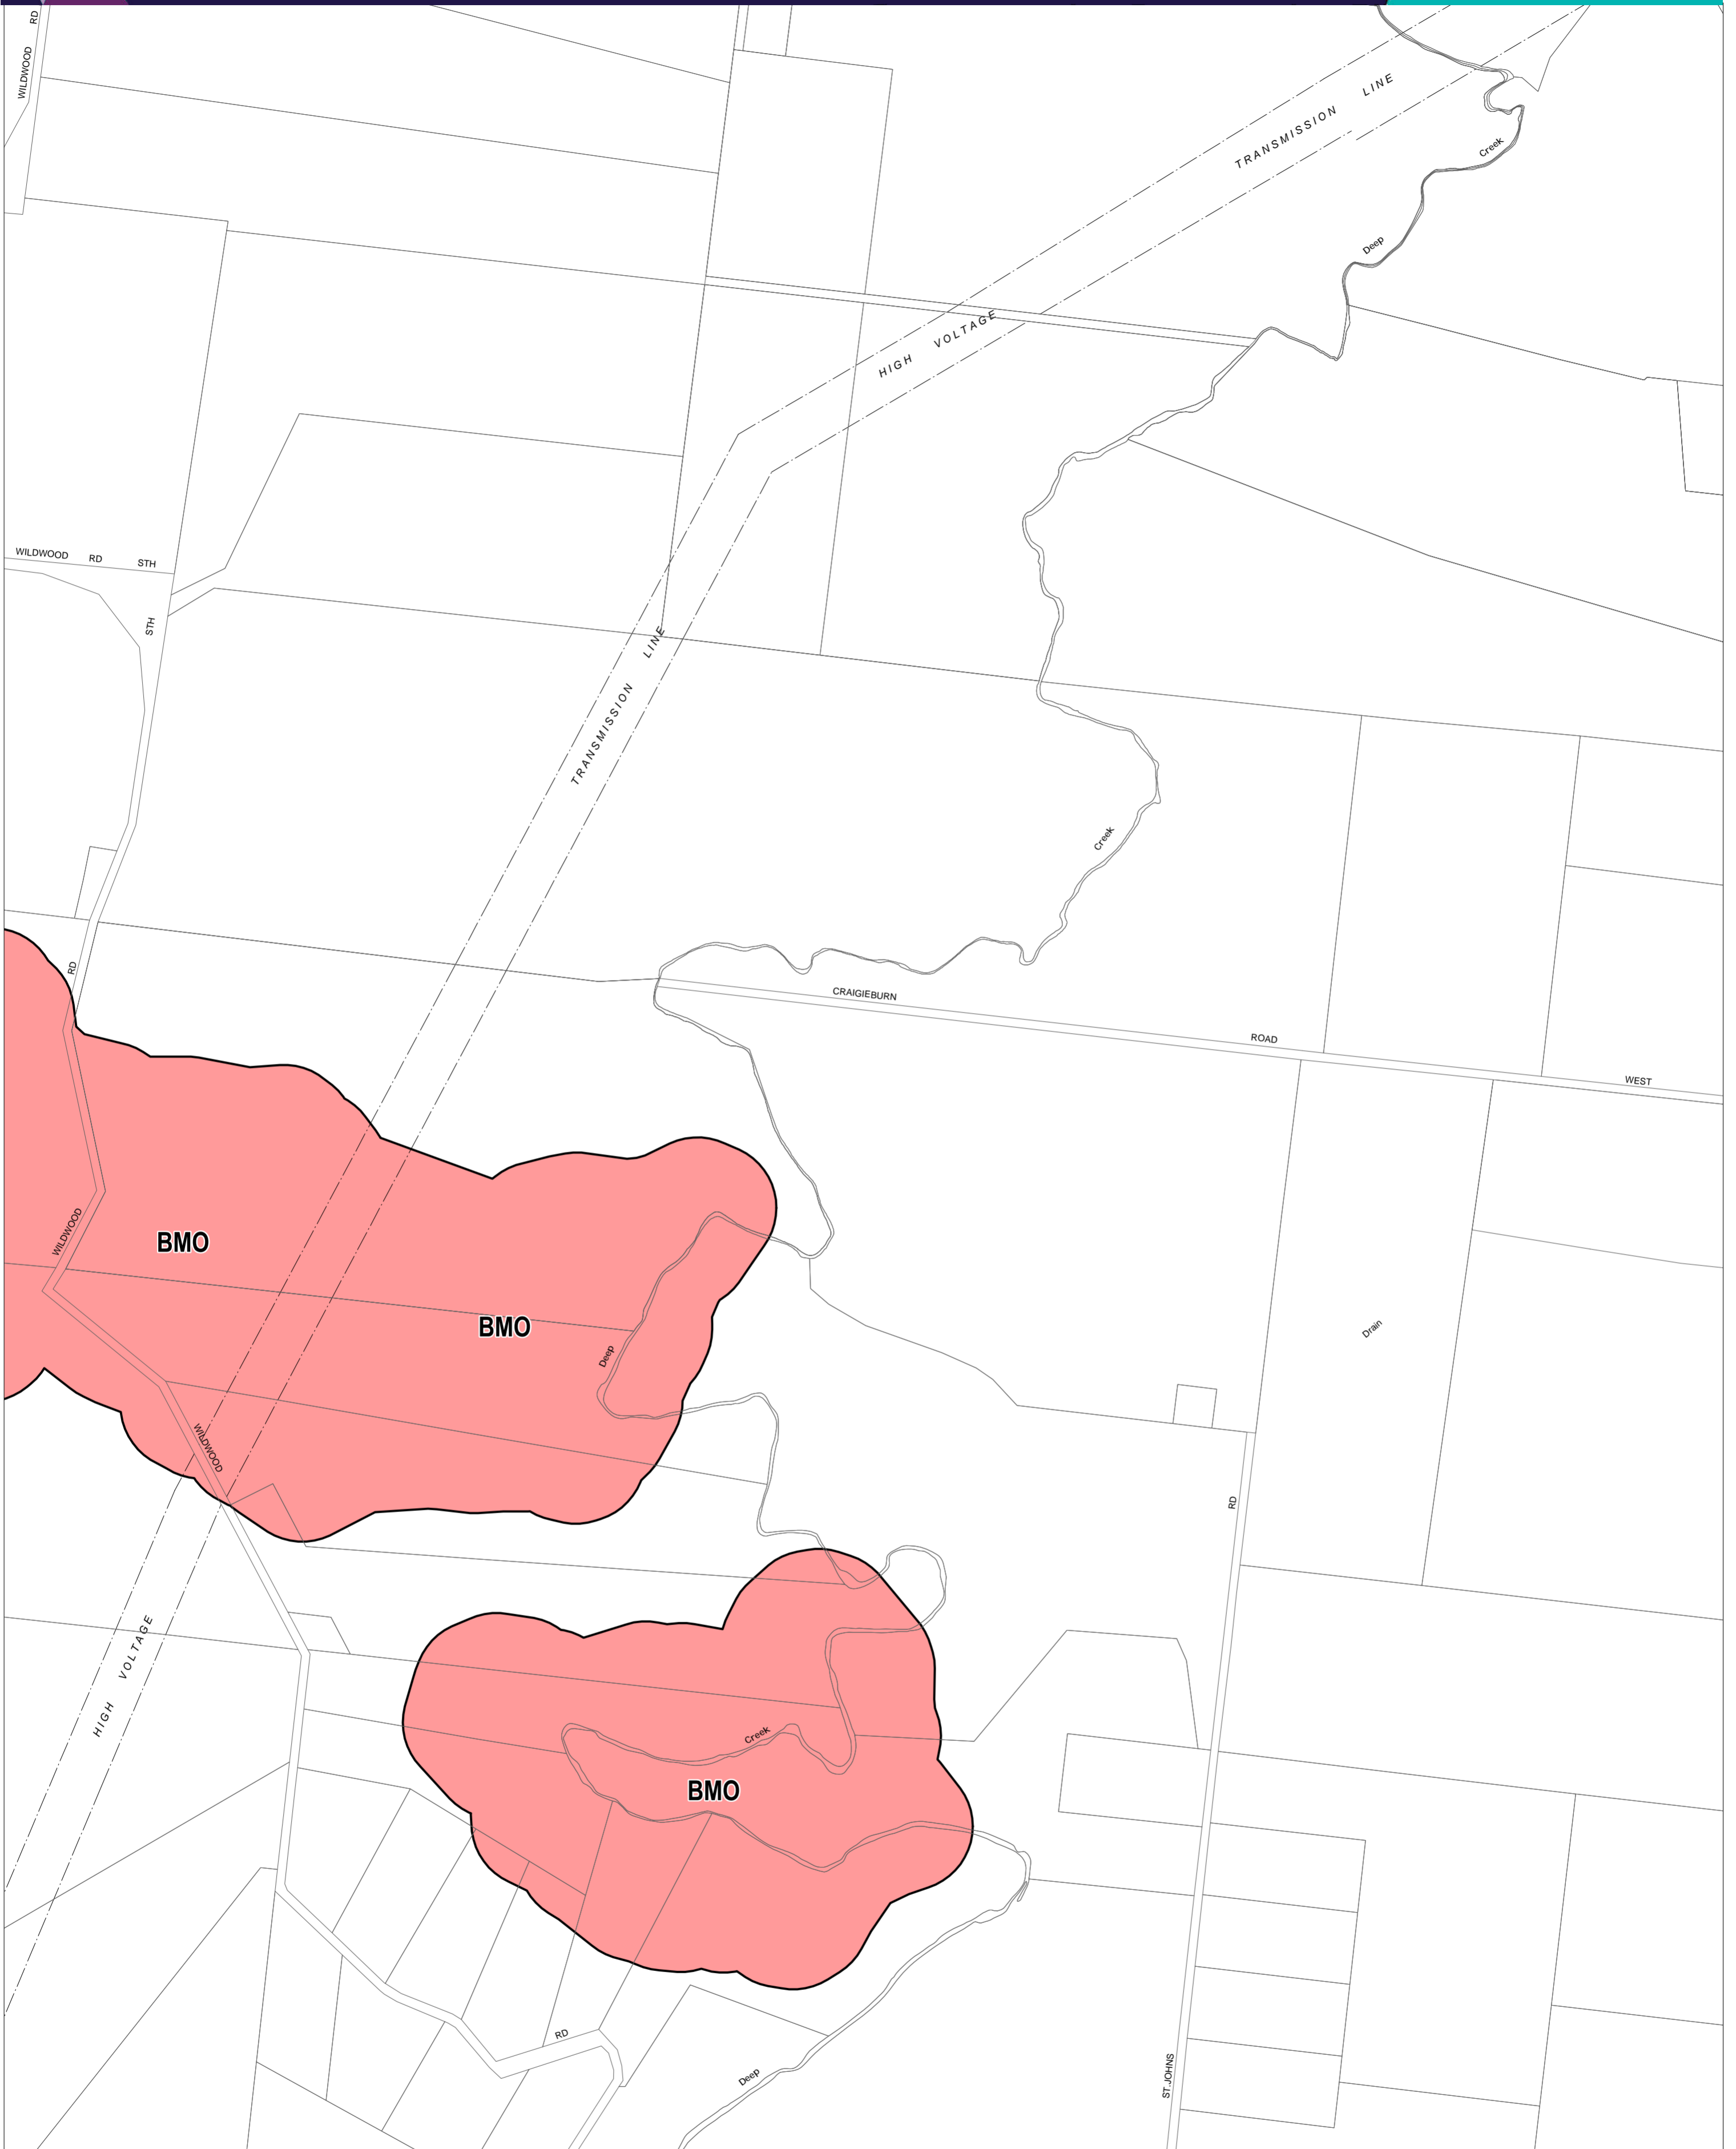 RD
WILDWOOD
TRANSMISSION LINE
Creek
Deep
HIGH VOLTAGE
WILDWOOD RD STH
STH
TRANSMISSION LINE
Creek
RD
CRAIGIEBURN ROAD WEST
WILDWOOD
BMO
BMO
Deep
Drain
WILDWOOD
RD
HIGH VOLTAGE
Creek
BMO
RD
Deep
ST.JOHNS